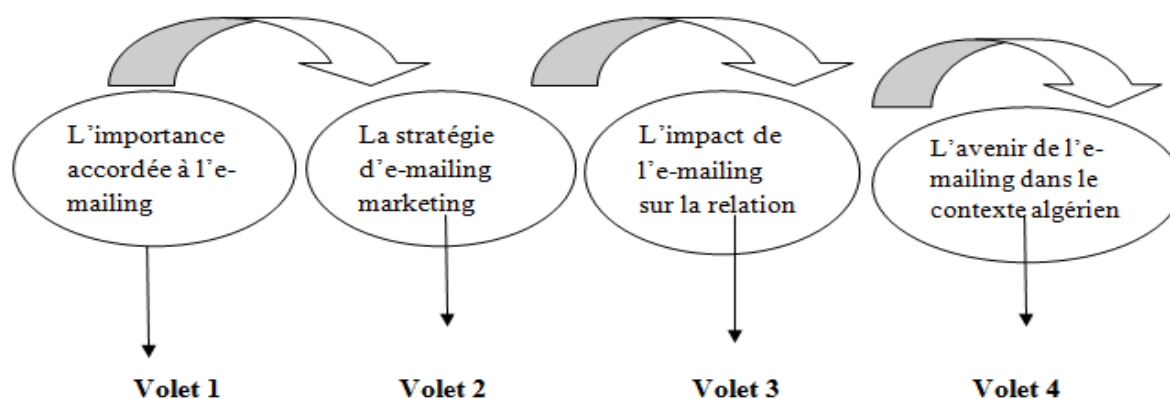 L'importance
accordée à l'e-
mailing
La stratégie
d'e-mailing
marketing
L'impact de
l'e-mailing
sur la relation
L'avenir de l'e-
mailing dans le
contexte algérien
Volet 1
Volet 2
Volet 3
Volet 4